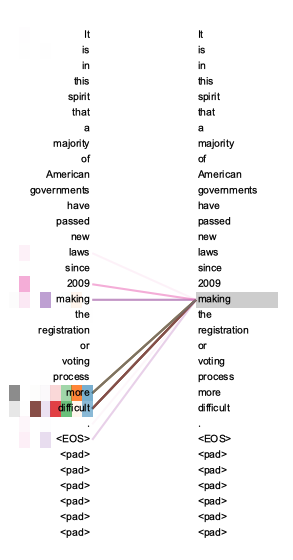 It It
is is
in in
this this
spirit spirit
that that
a a
majority majority
of of
American American
governments governments
have have
passed passed
new new
laws laws
since since
2009 2009
making making
the the
registration registration
or or
voting voting
process process
more more
difficult difficult
. .
<EOS> <EOS>
<pad> <pad>
<pad> <pad>
<pad> <pad>
<pad> <pad>
<pad> <pad>
<pad> <pad>